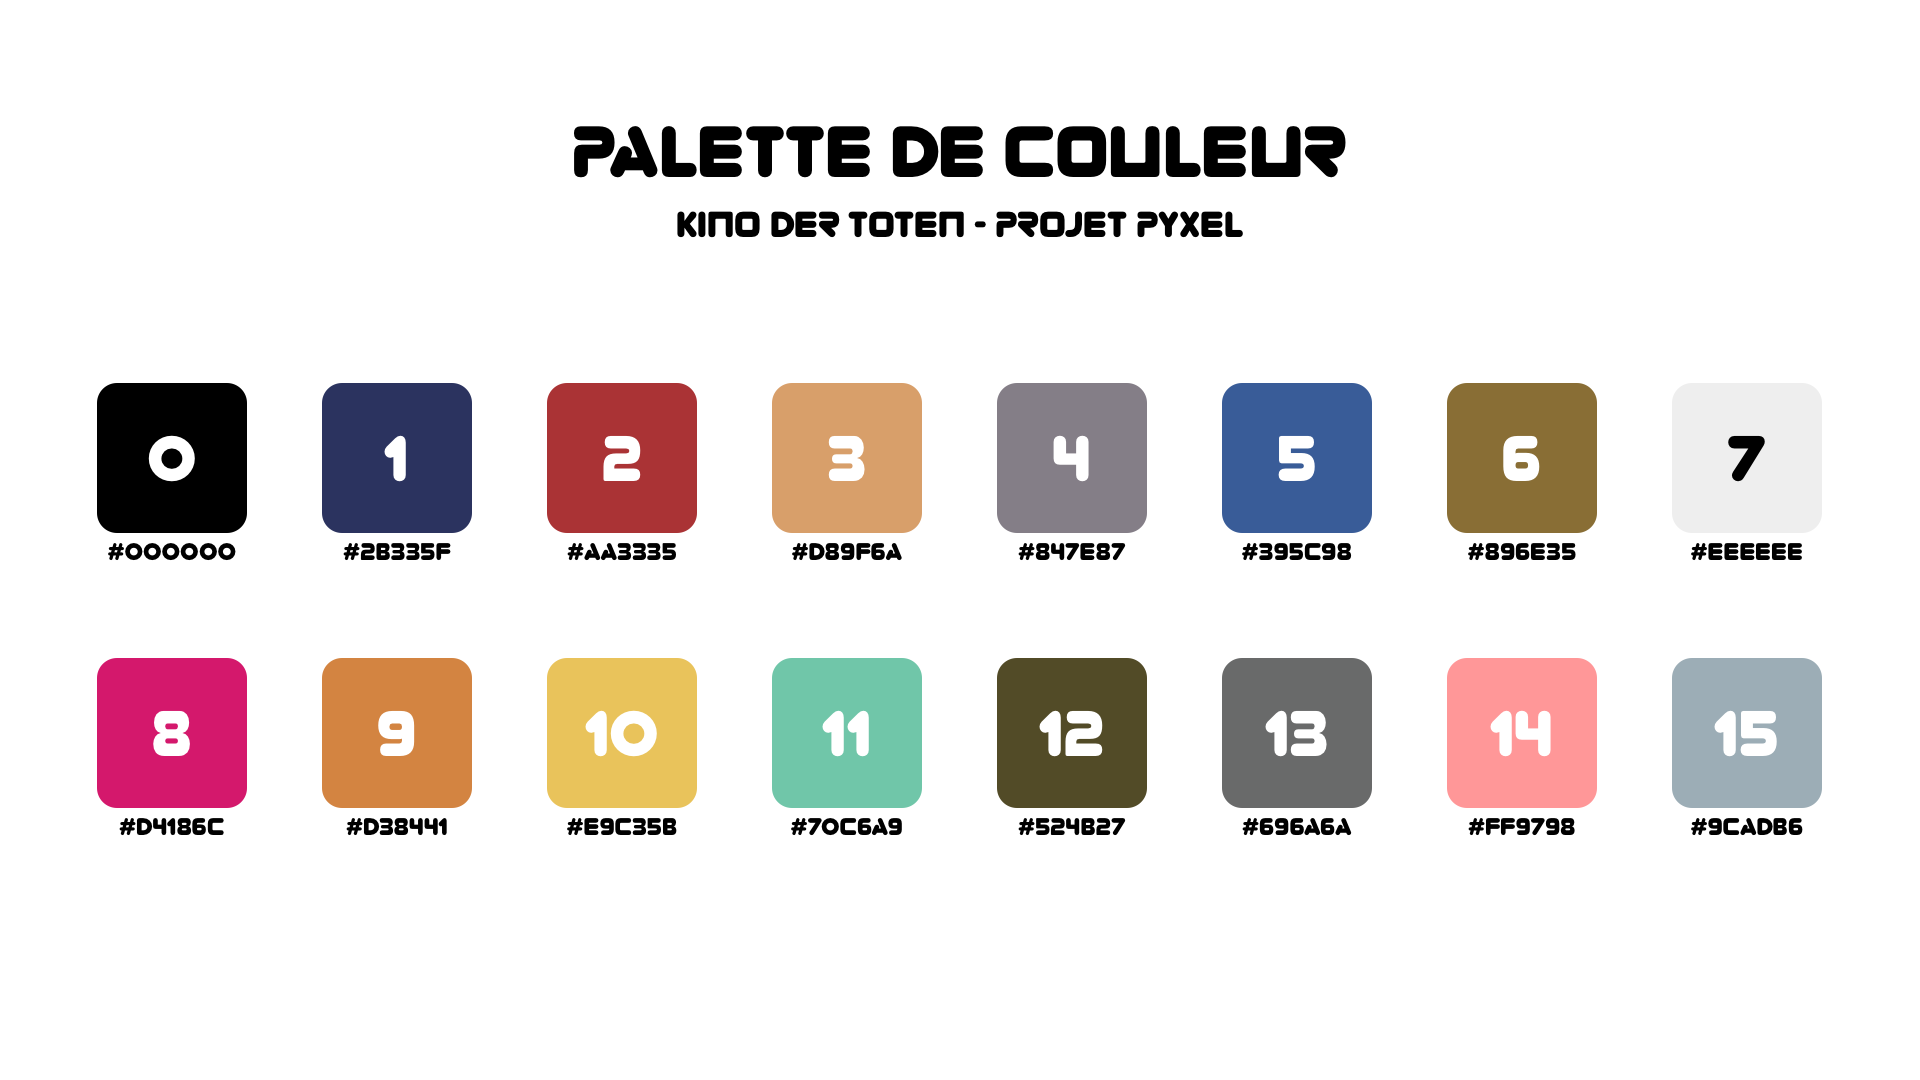 PALETTE DE COULEUR
KINO DER TOTEN - PROJET PYXEL
0 1 2 3 4 5 6 7
#000000 #2B335F #AA3335 #D89F6A #847E87 #395C98 #896E35 #EEEEEE
8 9 10 11 12 13 14 15
#D4186C #D38441 #E9C35B #70C6A9 #524B27 #696A6A #FF9798 #9CADB6